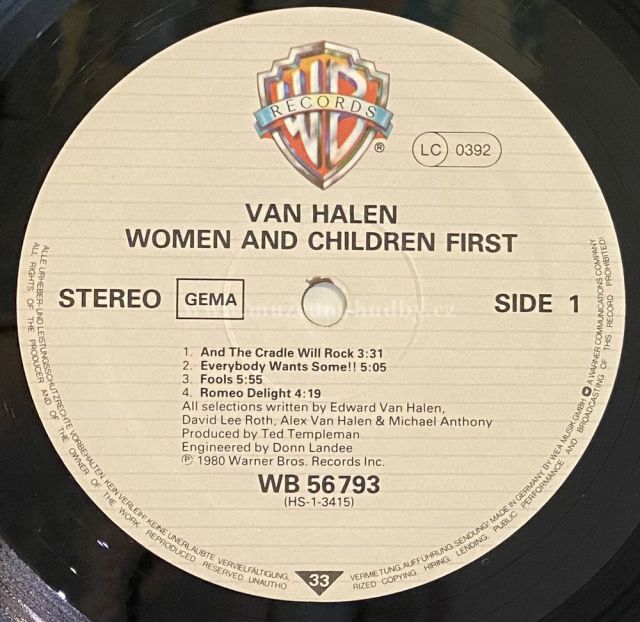 WB
RECORDS
®
LC 0392
VAN HALEN
WOMEN AND CHILDREN FIRST
STEREO GEMA SIDE 1
1. And The Cradle Will Rock 3:31
2. Everybody Wants Some!! 5:05
3. Fools 5:55
4. Romeo Delight 4:19
All selections written by Edward Van Halen,
David Lee Roth, Alex Van Halen & Michael Anthony
Produced by Ted Templeman
Engineered by Donn Landee
℗ 1980 Warner Bros. Records Inc.
WB 56 793
(HS-1-3415)
33
ALLE URHEBER- UND LEISTUNGSSCHUTZRECHTE VORBEHALTEN. KEIN VERLEIH! KEINE UNERLAUBTE VERVIELFÄLTIGUNG, VERMIETUNG, AUFFÜHRUNG, SENDUNG! MADE IN GERMANY BY WEA MUSIK GMBH A WARNER COMMUNICATIONS COMPANY
ALL RIGHTS OF THE PRODUCER AND OF THE OWNER OF THE WORK REPRODUCED RESERVED. UNAUTHORIZED COPYING, HIRING, LENDING, PUBLIC PERFORMANCE AND BROADCASTING OF THIS RECORD PROHIBITED!